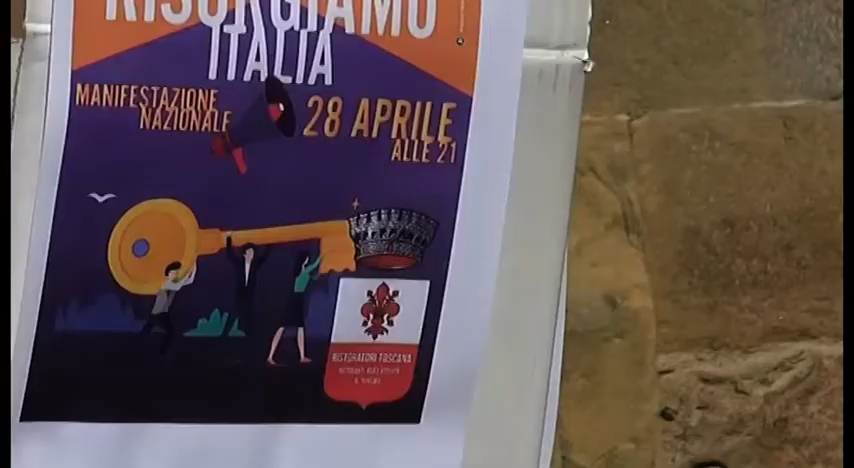 RISORGIAMO
ITALIA
MANIFESTAZIONE
NAZIONALE
28 APRILE
ALLE 21
RISTORATORI TOSCANA